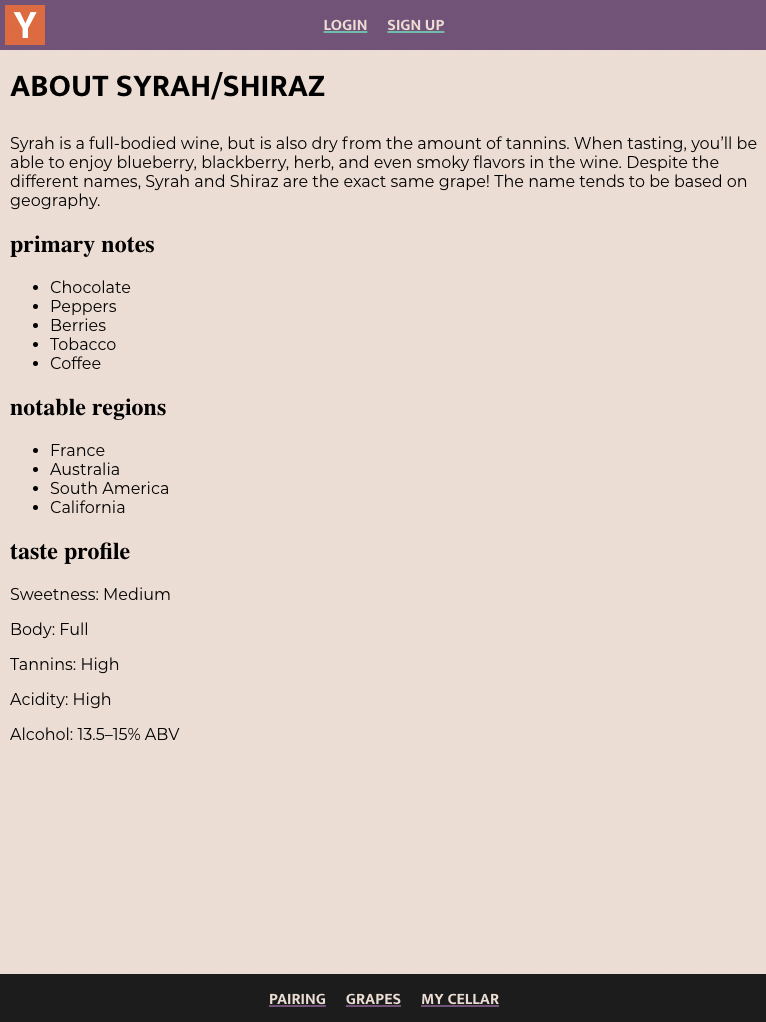 Y
LOGIN SIGN UP
ABOUT SYRAH/SHIRAZ
Syrah is a full-bodied wine, but is also dry from the amount of tannins. When tasting, you’ll be
able to enjoy blueberry, blackberry, herb, and even smoky flavors in the wine. Despite the
different names, Syrah and Shiraz are the exact same grape! The name tends to be based on
geography.
primary notes
• Chocolate
• Peppers
• Berries
• Tobacco
• Coffee
notable regions
• France
• Australia
• South America
• California
taste profile
Sweetness: Medium
Body: Full
Tannins: High
Acidity: High
Alcohol: 13.5–15% ABV
PAIRING GRAPES MY CELLAR